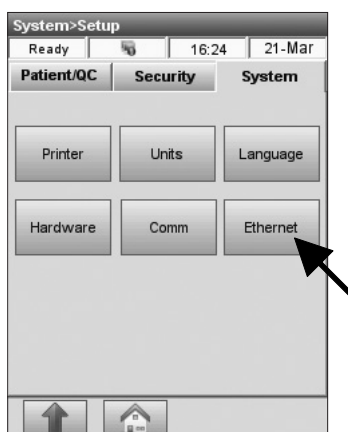 System>Setup
Ready 16:24 21-Mar
Patient/QC Security System
Printer Units Language
Hardware Comm Ethernet